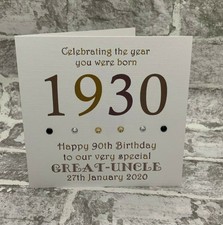 Celebrating the year
you were born
1930
Happy 90th Birthday
to our very special
GREAT-UNCLE
27th January 2020